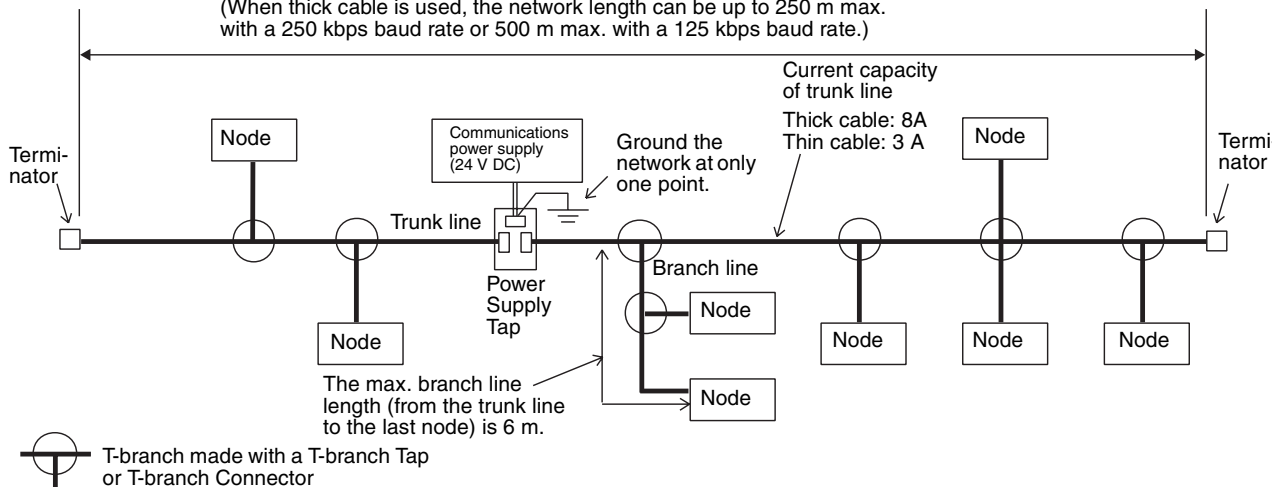 (When thick cable is used, the network length can be up to 250 m max.
with a 250 kbps baud rate or 500 m max. with a 125 kbps baud rate.)
Current capacity
of trunk line
Thick cable: 8A
Thin cable: 3 A
Termi-
nator
Node
Communications
power supply
(24 V DC)
Ground the
network at only
one point.
Node
Termi-
nator
Trunk line
Branch line
Power
Supply
Tap
Node
Node
Node
Node
Node
Node
The max. branch line
length (from the trunk line
to the last node) is 6 m.
T-branch made with a T-branch Tap
or T-branch Connector